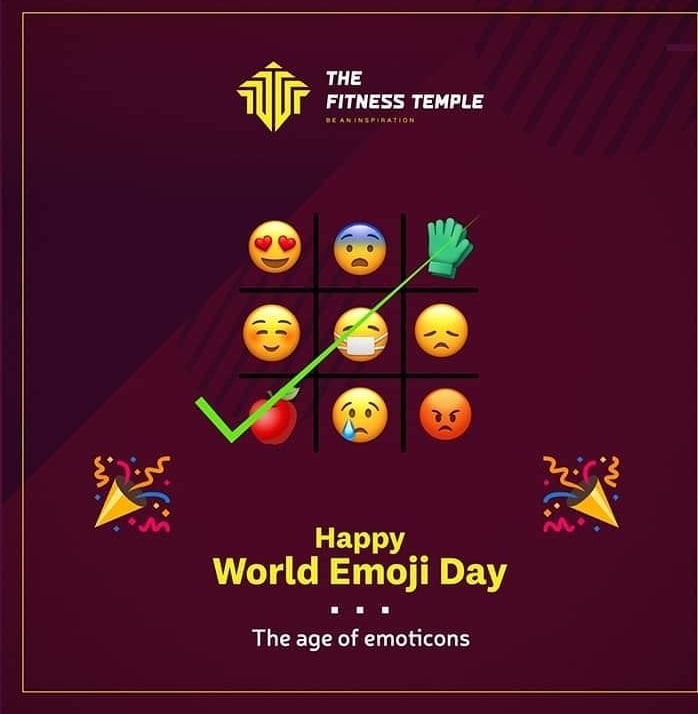 THE
FITNESS TEMPLE
BE AN INSPIRATION
Happy
World Emoji Day
The age of emoticons